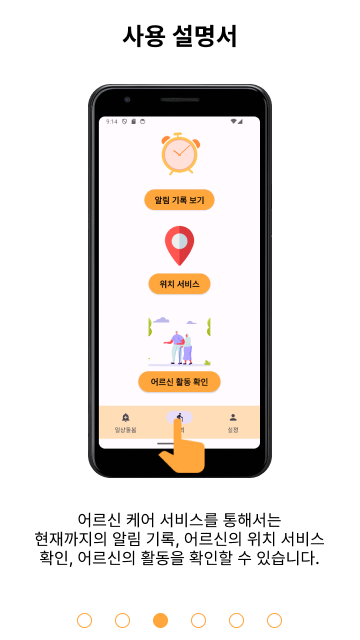 사용 설명서
9:14
알림 기록 보기
위치 서비스
어르신 활동 확인
일상돌봄
설정
어르신 케어 서비스를 통해서는
현재까지의 알림 기록, 어르신의 위치 서비스
확인, 어르신의 활동을 확인할 수 있습니다.